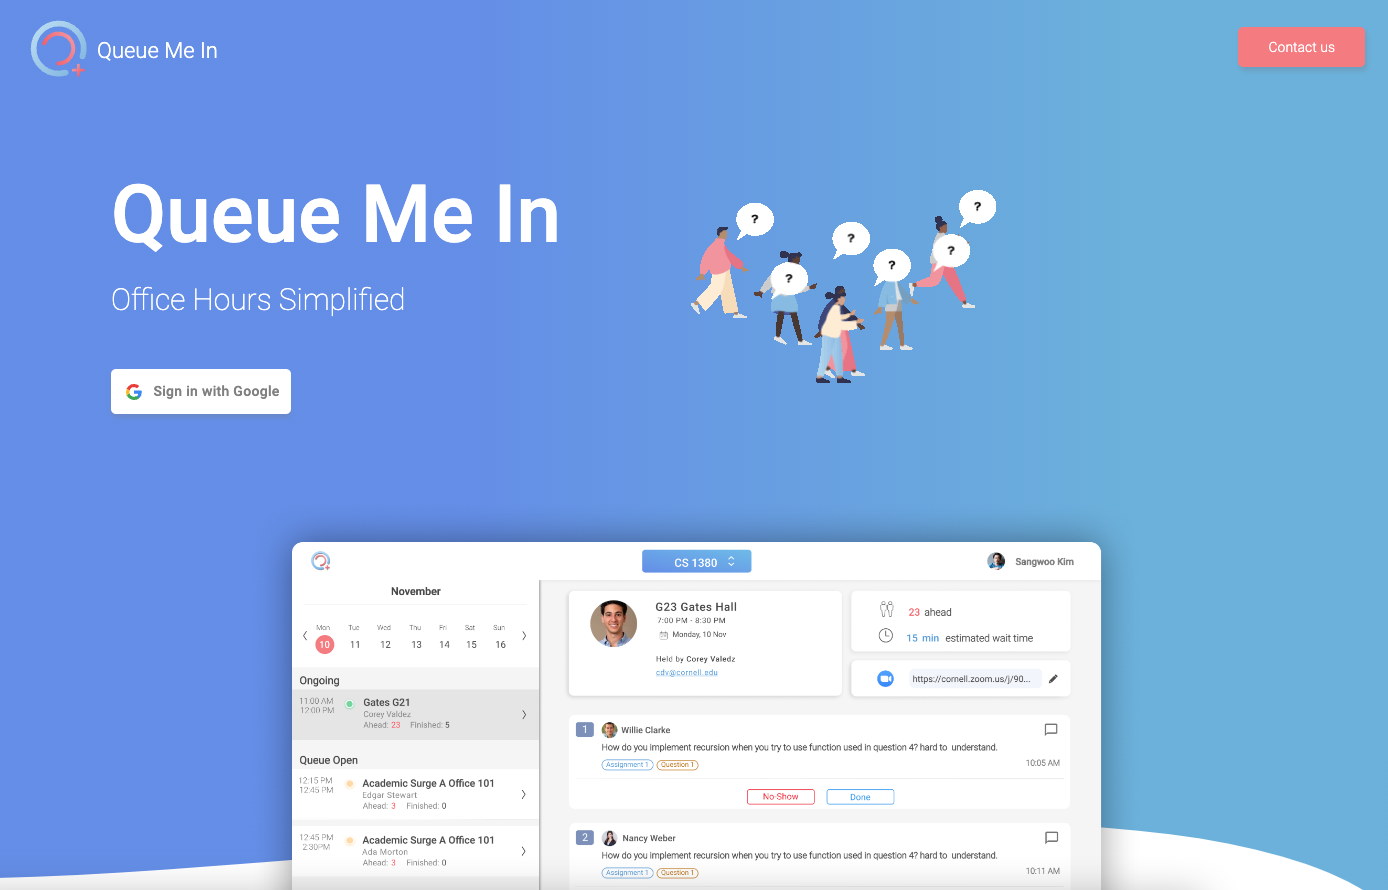 Queue Me In
Contact us
Queue Me In
Office Hours Simplified
Sign in with Google
? ? ? ? ? ?
CS 1380
Sangwoo Kim
November
Mon Tue Wed Thu Fri Sat Sun
10 11 12 13 14 15 16
Ongoing
11:00 AM
12:00 PM
Gates G21
Corey Valdez
Ahead: 23 Finished: 5
Queue Open
12:15 PM
12:45 PM
Academic Surge A Office 101
Edgar Stewart
Ahead: 3 Finished: 0
12:45 PM
2:30PM
Academic Surge A Office 101
Ada Morton
Ahead: 3 Finished: 0
G23 Gates Hall
7:00 PM - 8:30 PM
Monday, 10 Nov
Held by Corey Valedz
cdv@cornell.edu
23 ahead
15 min estimated wait time
https://cornell.zoom.us/j/90...
1 Willie Clarke
How do you implement recursion when you try to use function used in question 4? hard to understand.
Assignment 1 Question 1
10:05 AM
No-Show Done
2 Nancy Weber
How do you implement recursion when you try to use function used in question 4? hard to understand.
Assignment 1 Question 1
10:11 AM